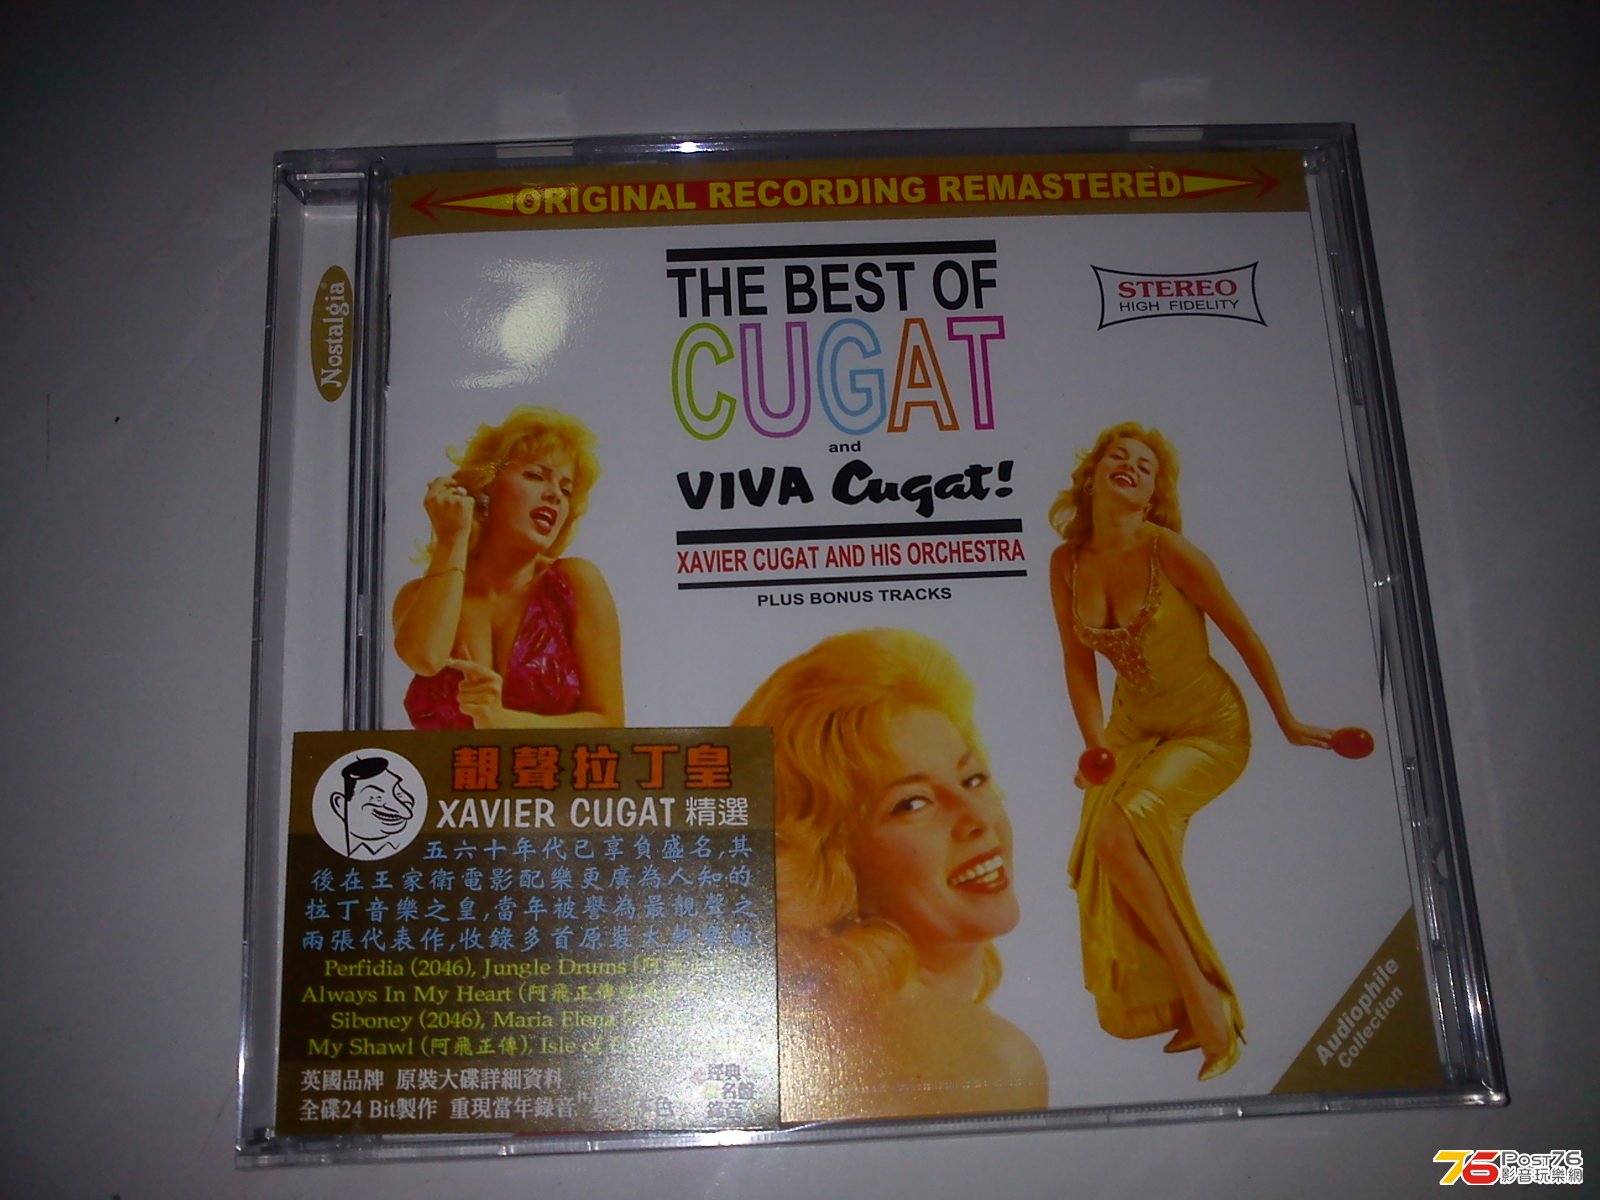 ORIGINAL RECORDING REMASTERED
Nostalgia
THE BEST OF
CUGAT
and
VIVA Cugat!
XAVIER CUGAT AND HIS ORCHESTRA
PLUS BONUS TRACKS
STEREO
HIGH FIDELITY
靚聲拉丁皇
XAVIER CUGAT 精選
五六十年代已享負盛名,其
後在王家衛電影配樂更廣為人知的
拉丁音樂之皇,當年被譽為最靚聲之
兩張代表作,收錄多首原裝大
Perfidia (2046), Jungle Drums
Always In My Heart (阿飛正傳
Siboney (2046), Maria Elena
My Shawl (阿飛正傳), Isle of
英國品牌 原裝大碟詳細資料
全碟24 Bit製作 重現當年錄音
Audiophile
Collection
76 Post76
影音玩樂網